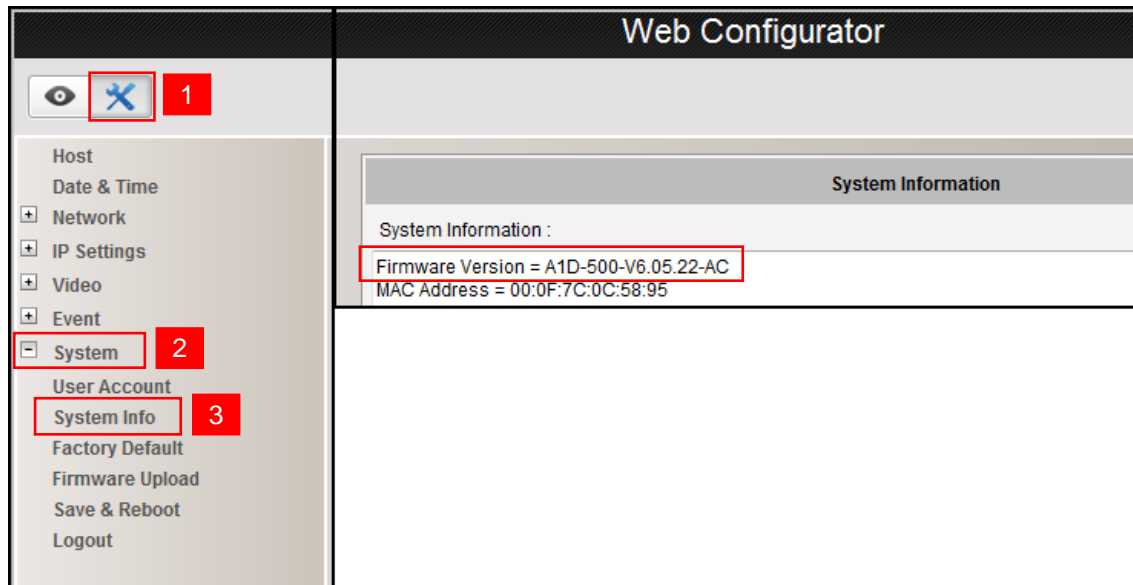 Web Configurator
1
Host
Date & Time
Network
IP Settings
Video
Event
System
2
User Account
System Info
3
Factory Default
Firmware Upload
Save & Reboot
Logout
System Information
System Information :
Firmware Version = A1D-500-V6.05.22-AC
MAC Address = 00:0F:7C:0C:58:95